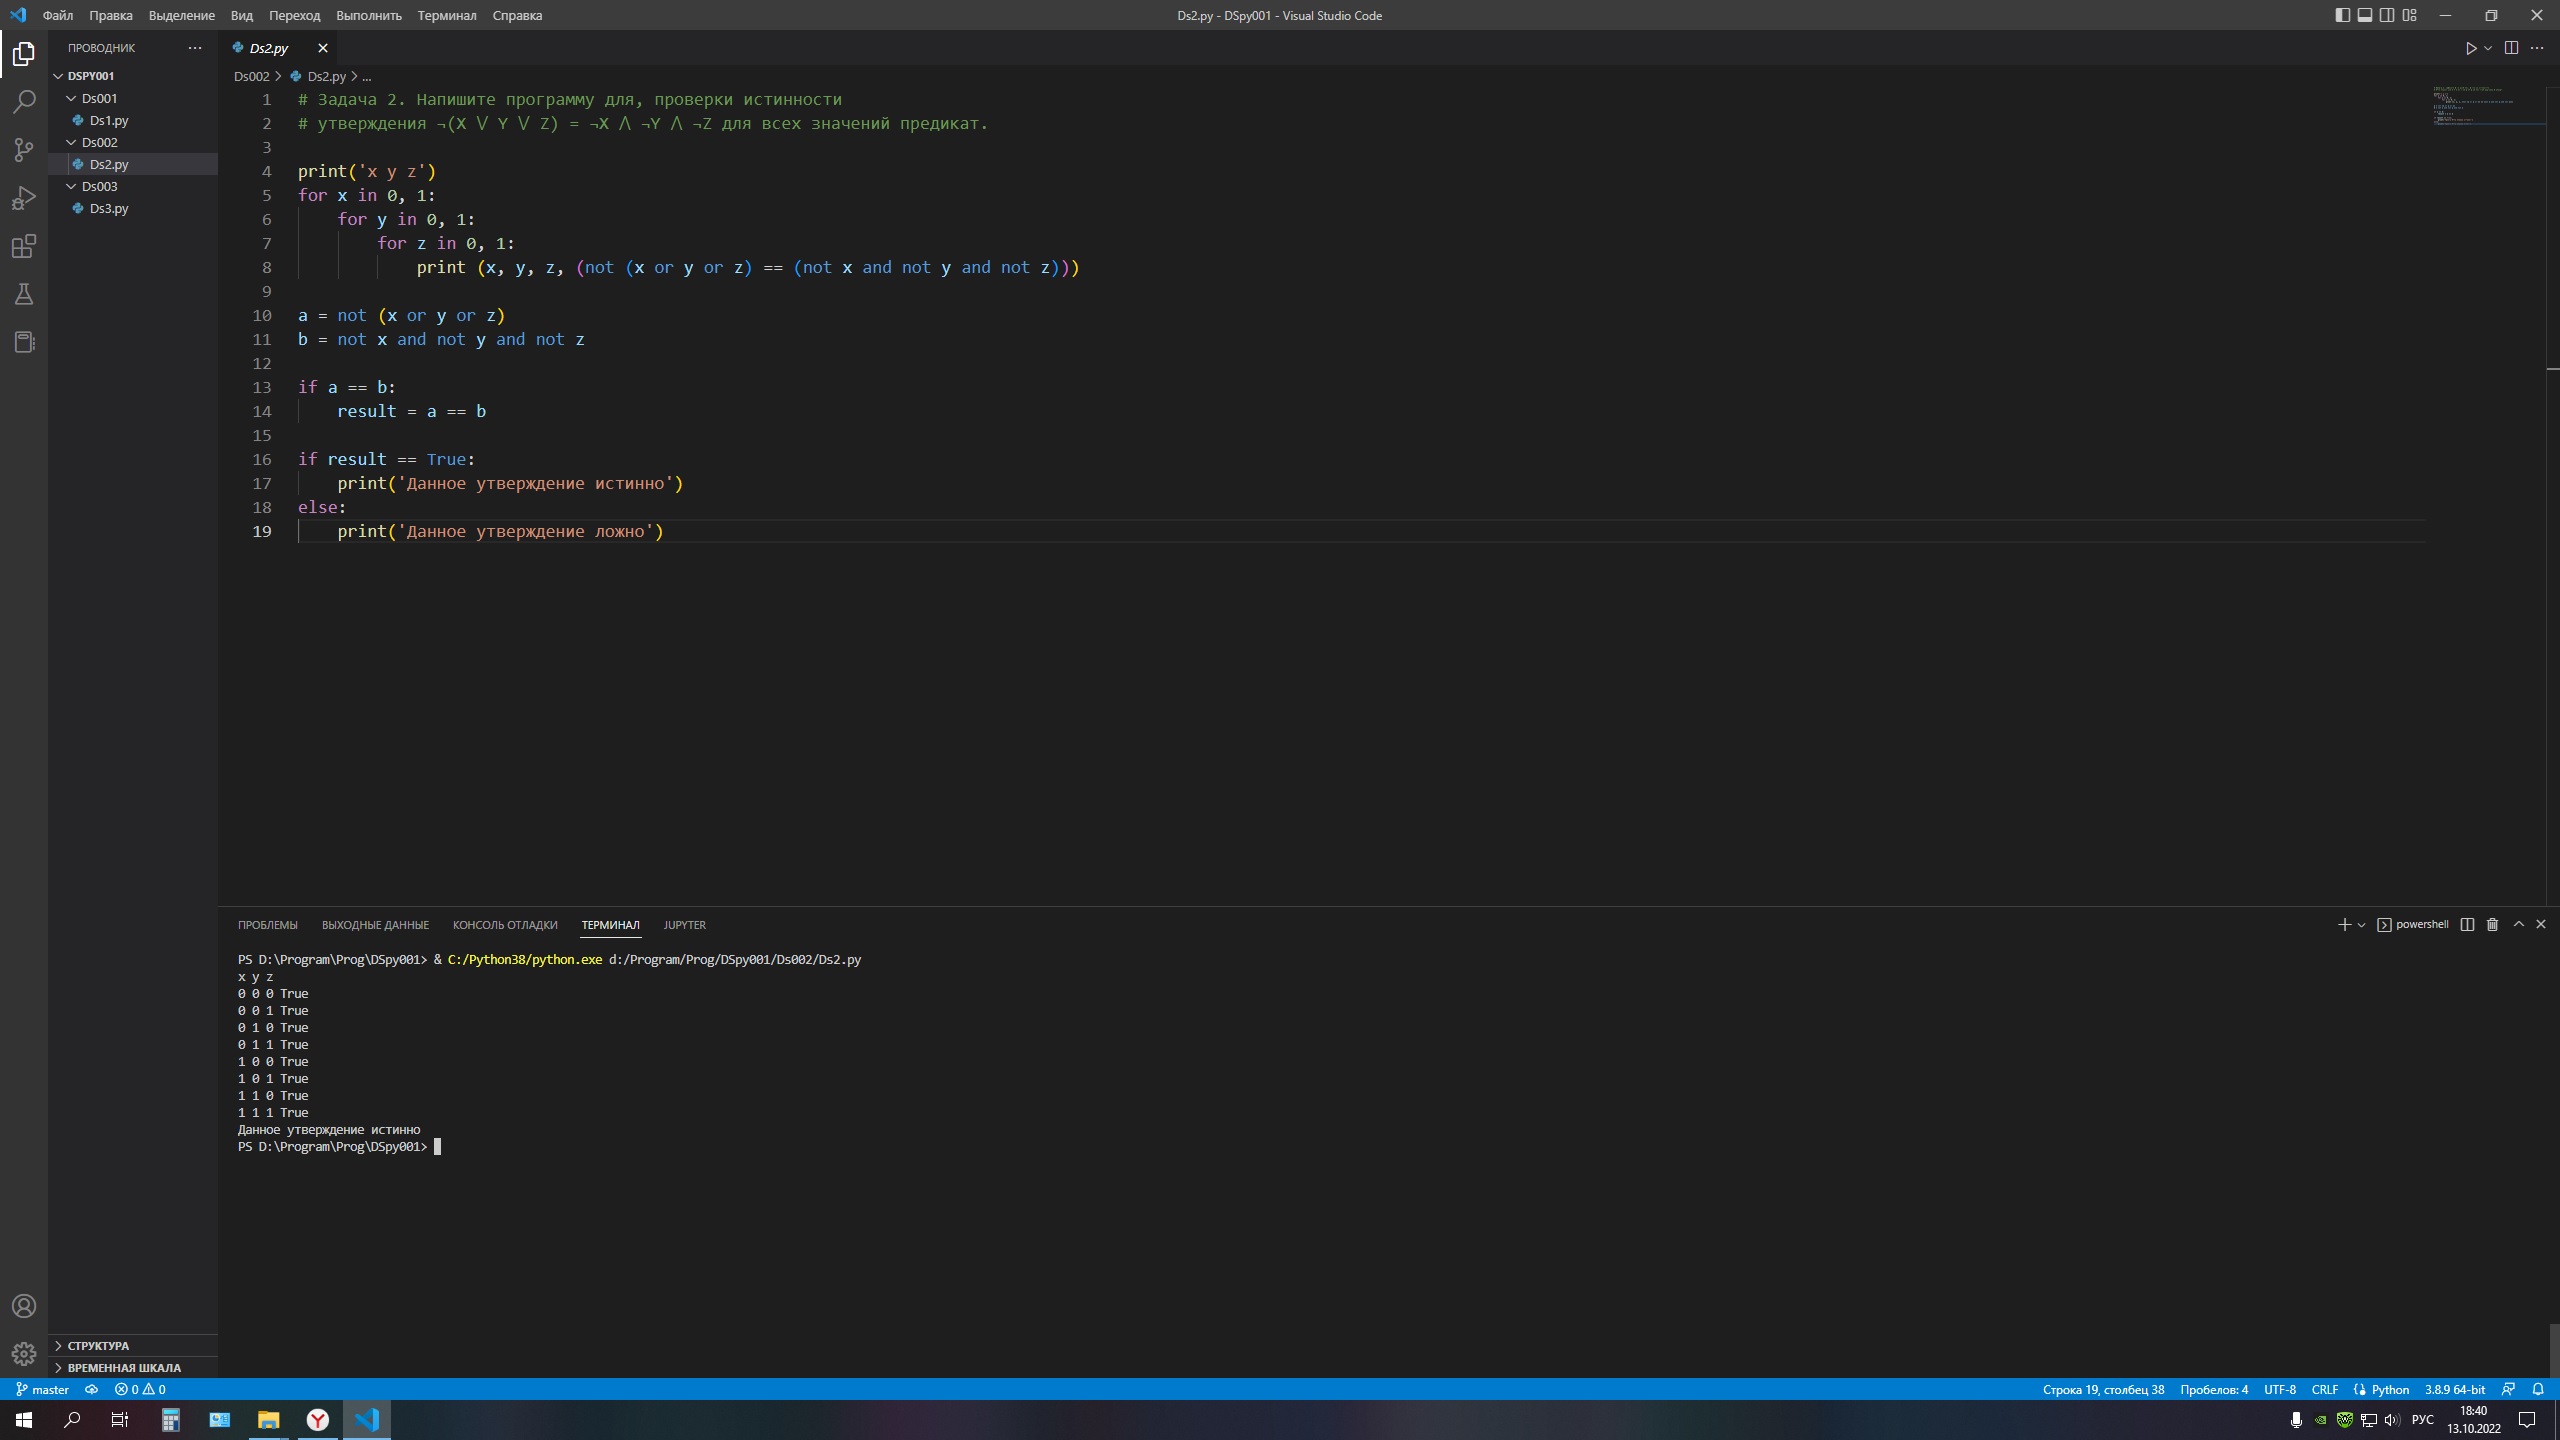 Файл Правка Выделение Вид Переход Выполнить Терминал Справка
Ds2.py - DSpy001 - Visual Studio Code
ПРОВОДНИК
DSPY001
Ds001
Ds1.py
Ds002
Ds2.py
Ds003
Ds3.py
СТРУКТУРА
ВРЕМЕННАЯ ШКАЛА
Ds2.py
Ds002 > Ds2.py > ...
1 # Задача 2. Напишите программу для, проверки истинности
2 # утверждения ¬(X ⋁ Y ⋁ Z) = ¬X ⋀ ¬Y ⋀ ¬Z для всех значений предикат.
3
4 print('x y z')
5 for x in 0, 1:
6     for y in 0, 1:
7         for z in 0, 1:
8             print (x, y, z, (not (x or y or z) == (not x and not y and not z)))
9
10 a = not (x or y or z)
11 b = not x and not y and not z
12
13 if a == b:
14     result = a == b
15
16 if result == True:
17     print('Данное утверждение истинно')
18 else:
19     print('Данное утверждение ложно')
ПРОБЛЕМЫ ВЫХОДНЫЕ ДАННЫЕ КОНСОЛЬ ОТЛАДКИ ТЕРМИНАЛ JUPYTER
powershell
PS D:\Program\Prog\DSpy001> & C:/Python38/python.exe d:/Program/Prog/DSpy001/Ds002/Ds2.py
x y z
0 0 0 True
0 0 1 True
0 1 0 True
0 1 1 True
1 0 0 True
1 0 1 True
1 1 0 True
1 1 1 True
Данное утверждение истинно
PS D:\Program\Prog\DSpy001>
master 0 0
Строка 19, столбец 38 Пробелов: 4 UTF-8 CRLF Python 3.8.9 64-bit
РУС
18:40
13.10.2022